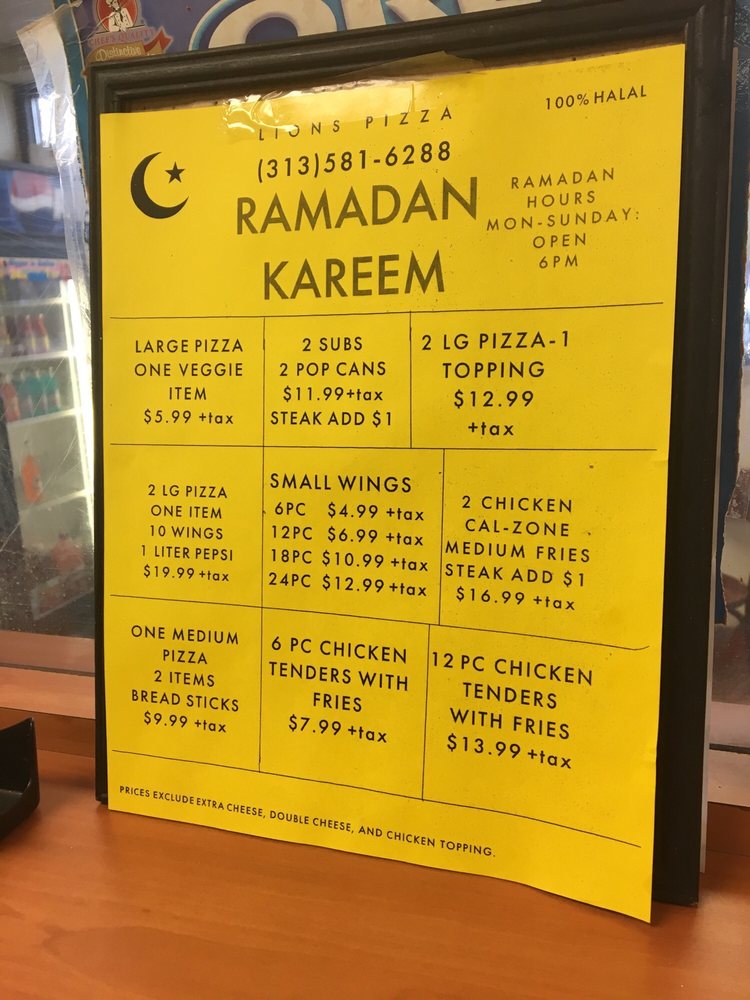 CHEF'S QUALITY
Distinctive
LIONS PIZZA
100% HALAL
(313)581-6288
RAMADAN
KAREEM
RAMADAN
HOURS
MON-SUNDAY:
OPEN
6PM
LARGE PIZZA
ONE VEGGIE
ITEM
$5.99 +tax
2 SUBS
2 POP CANS
$11.99+tax
STEAK ADD $1
2 LG PIZZA-1
TOPPING
$12.99
+tax
2 LG PIZZA
ONE ITEM
10 WINGS
1 LITER PEPSI
$19.99 +tax
SMALL WINGS
6PC $4.99 +tax
12PC $6.99 +tax
18PC $10.99 +tax
24PC $12.99 +tax
2 CHICKEN
CAL-ZONE
MEDIUM FRIES
STEAK ADD $1
$16.99 +tax
ONE MEDIUM
PIZZA
2 ITEMS
BREAD STICKS
$9.99 +tax
6 PC CHICKEN
TENDERS WITH
FRIES
$7.99 +tax
12 PC CHICKEN
TENDERS
WITH FRIES
$13.99 +tax
PRICES EXCLUDE EXTRA CHEESE, DOUBLE CHEESE, AND CHICKEN TOPPING.